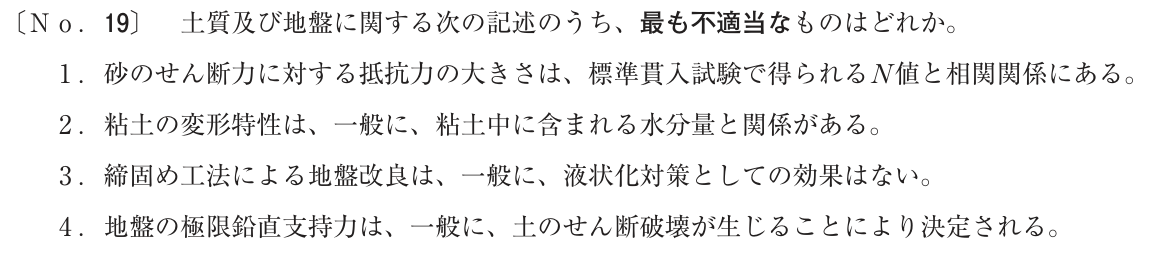 〔Ｎｏ．19〕　土質及び地盤に関する次の記述のうち、最も不適当なものはどれか。
１．砂のせん断力に対する抵抗力の大きさは、標準貫入試験で得られるN値と相関関係にある。
２．粘土の変形特性は、一般に、粘土中に含まれる水分量と関係がある。
３．締固め工法による地盤改良は、一般に、液状化対策としての効果はない。
４．地盤の極限鉛直支持力は、一般に、土のせん断破壊が生じることにより決定される。